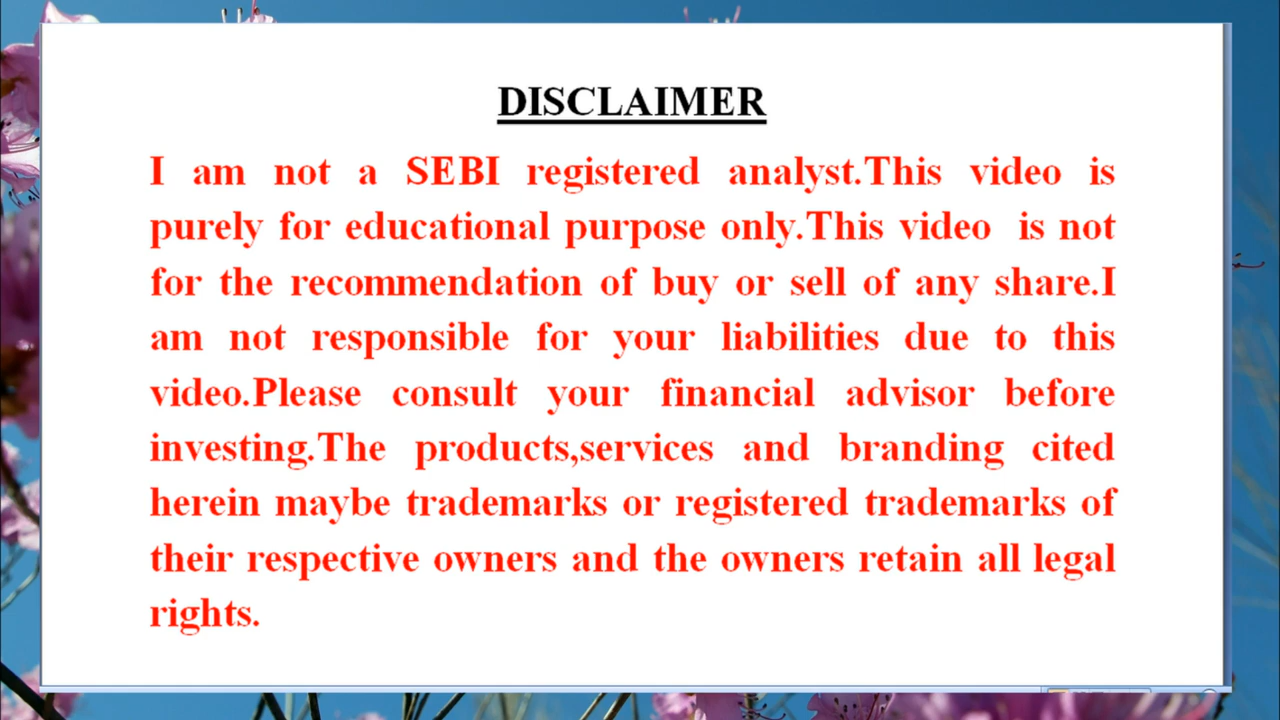 DISCLAIMER
I am not a SEBI registered analyst.This video is
purely for educational purpose only.This video is not
for the recommendation of buy or sell of any share.I
am not responsible for your liabilities due to this
video.Please consult your financial advisor before
investing.The products,services and branding cited
herein maybe trademarks or registered trademarks of
their respective owners and the owners retain all legal
rights.